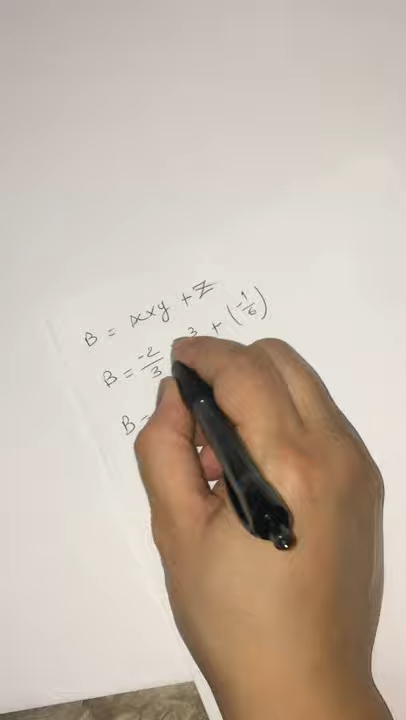 B = x×y + Z
B = -2/3 3 + (-1/6)
B =